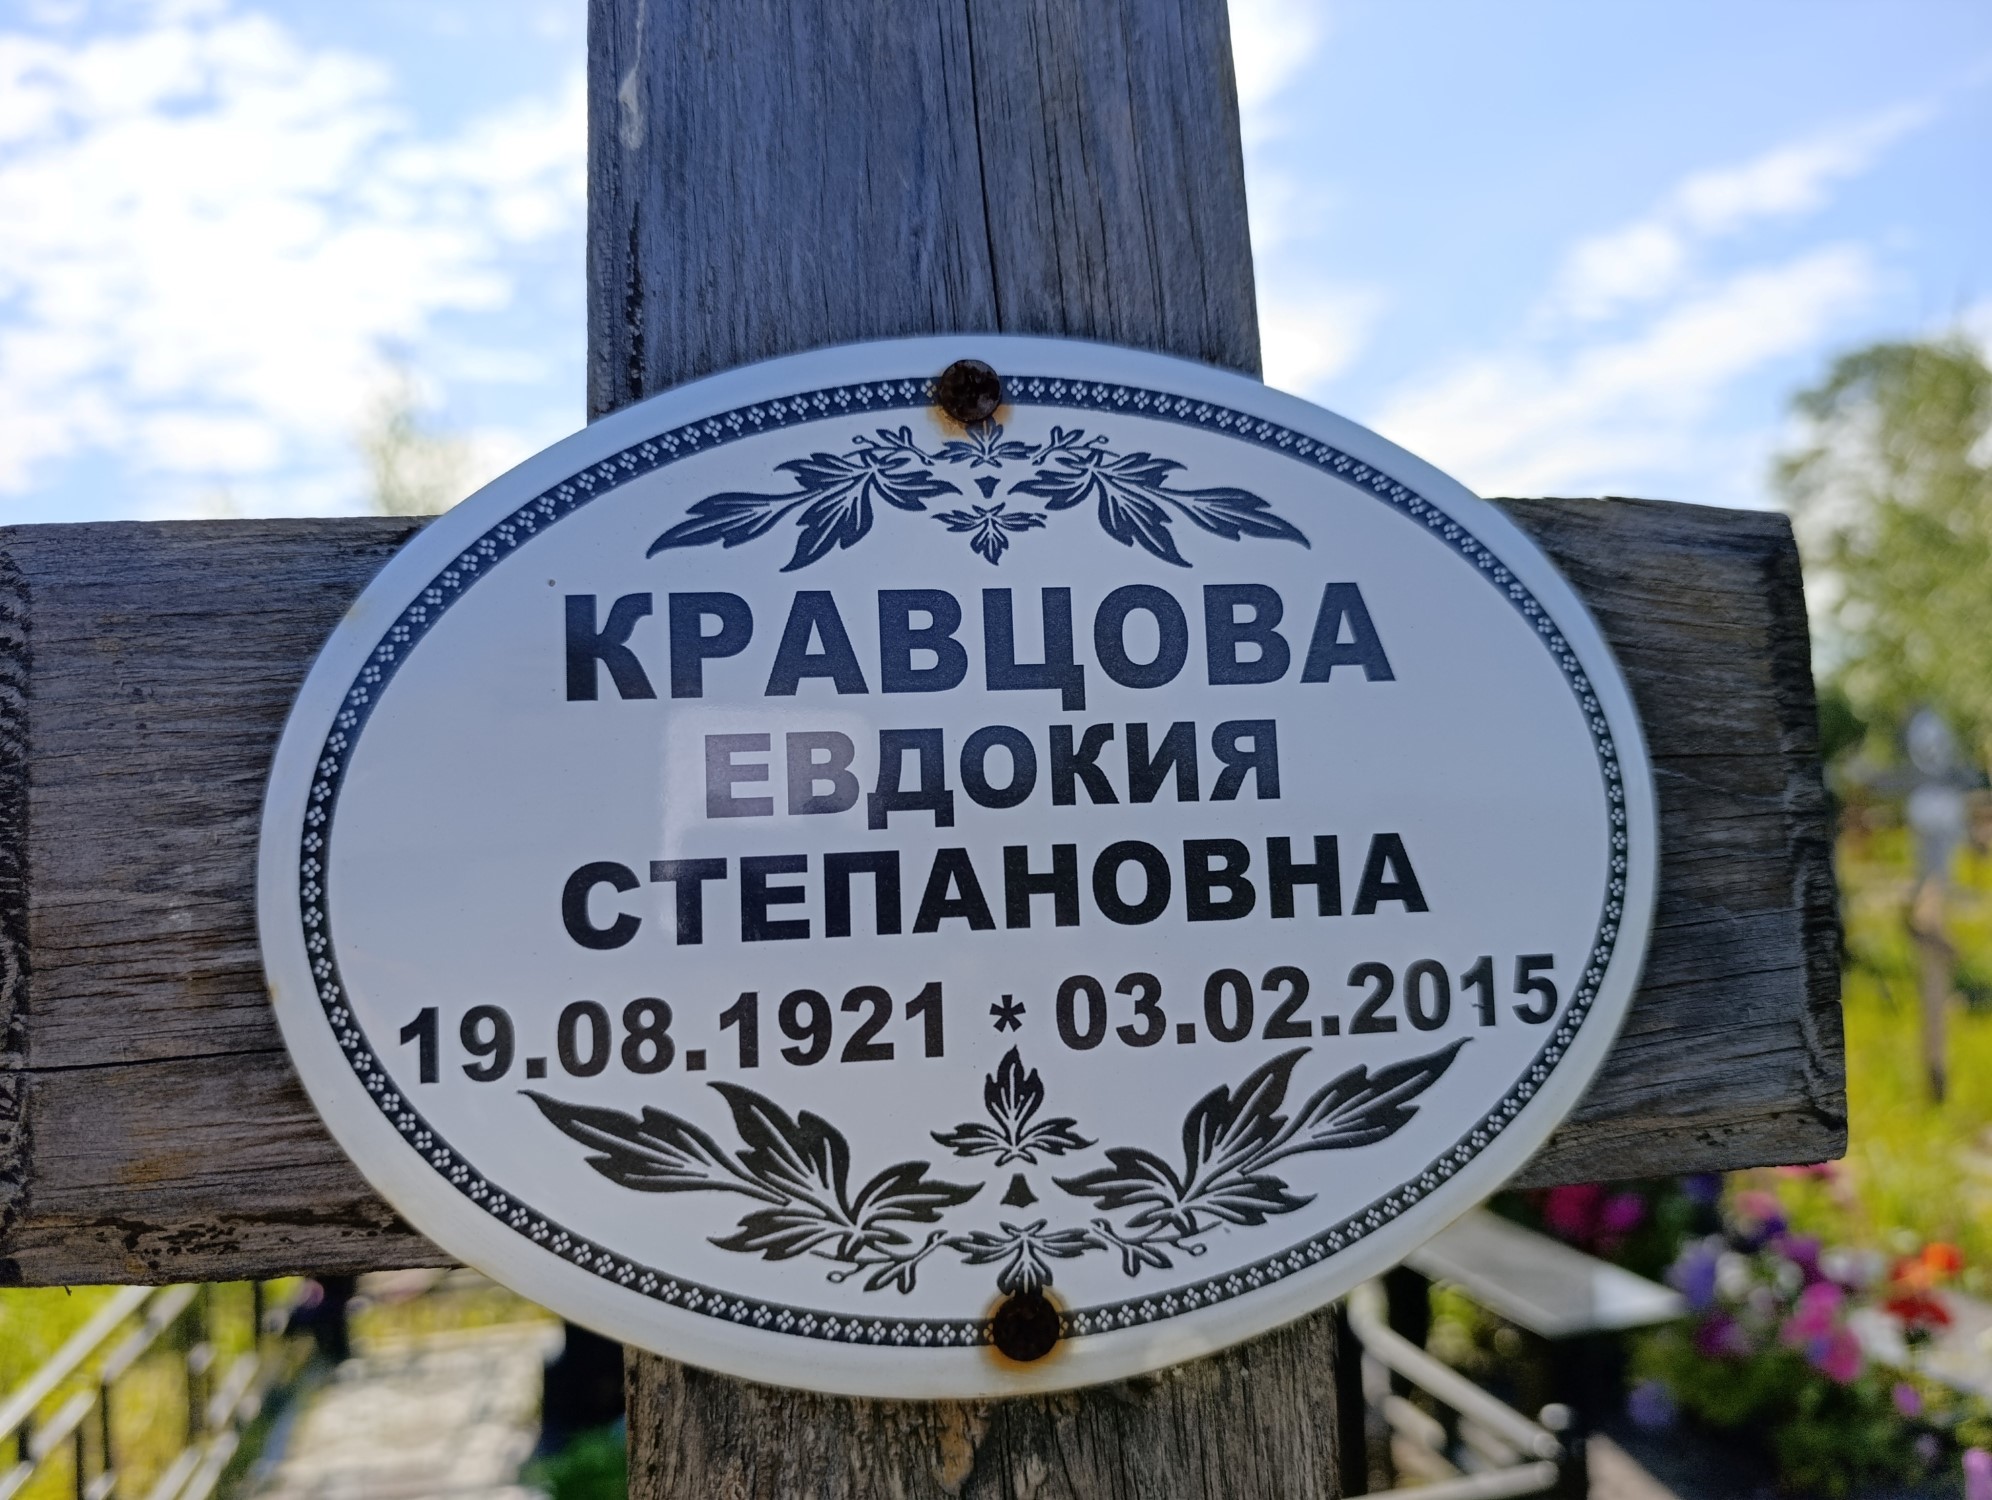 КРАВЦОВА
ЕВДОКИЯ
СТЕПАНОВНА
19.08.1921 * 03.02.2015